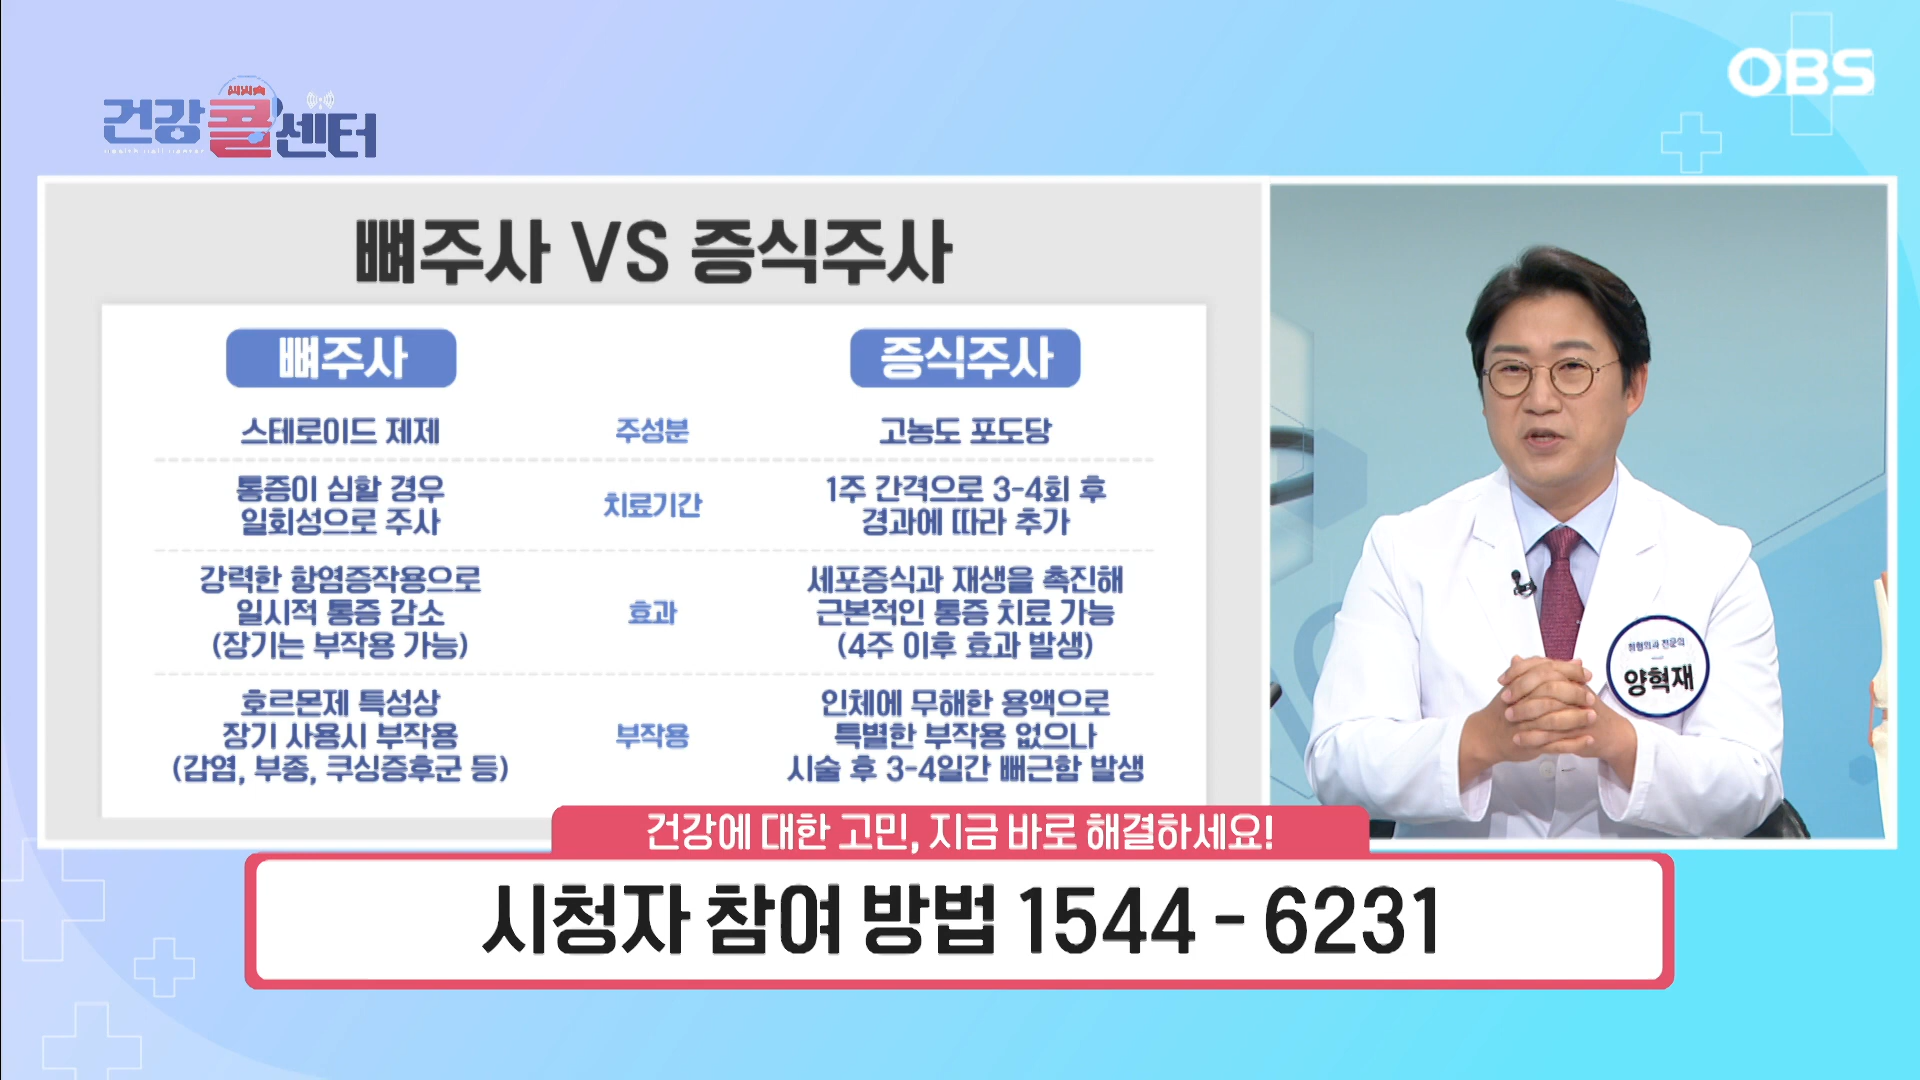 건강콜센터
OBS
뼈주사 VS 증식주사
뼈주사
증식주사
스테로이드 제제
주성분
고농도 포도당
통증이 심할 경우
일회성으로 주사
치료기간
1주 간격으로 3-4회 후
경과에 따라 추가
강력한 항염증작용으로
일시적 통증 감소
(장기는 부작용 가능)
효과
세포증식과 재생을 촉진해
근본적인 통증 치료 가능
(4주 이후 효과 발생)
호르몬제 특성상
장기 사용시 부작용
(감염, 부종, 쿠싱증후군 등)
부작용
인체에 무해한 용액으로
특별한 부작용 없으나
시술 후 3-4일간 뻐근함 발생
정형외과 전문의
양혁재
건강에 대한 고민, 지금 바로 해결하세요!
시청자 참여 방법 1544 - 6231